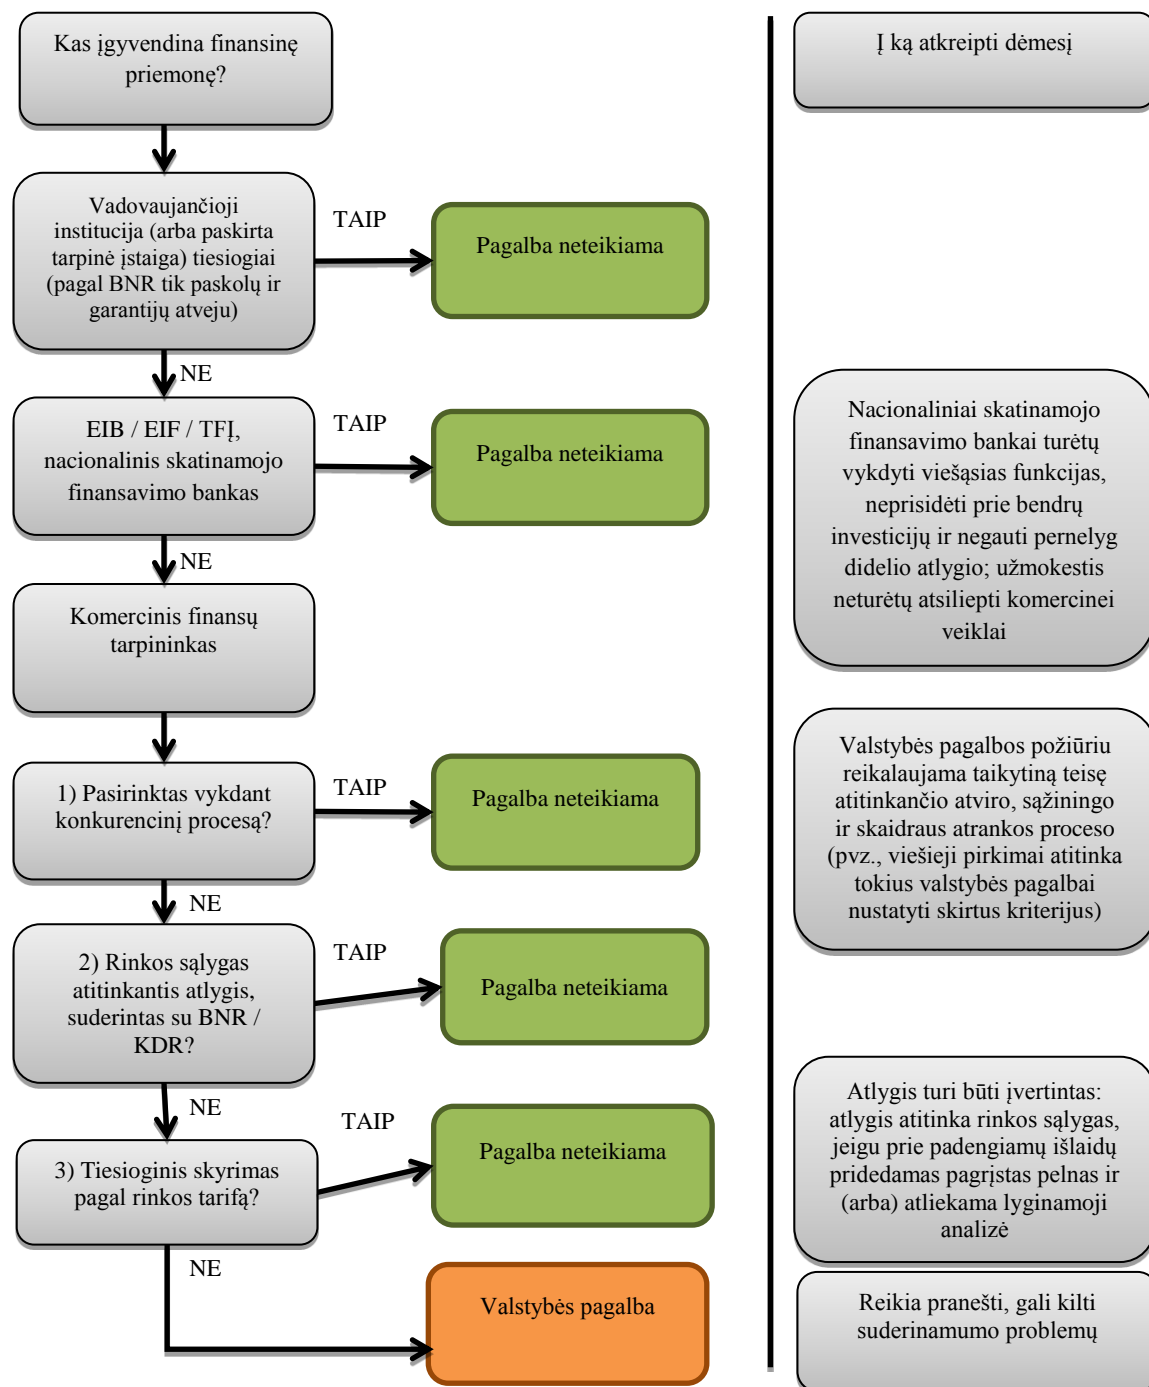 Kas įgyvendina finansinę
priemonę?
Į ką atkreipti dėmesį
Vadovaujančioji
institucija (arba paskirta
tarpinė įstaiga) tiesiogiai
(pagal BNR tik paskolų ir
garantijų atveju)
TAIP
Pagalba neteikiama
NE
EIB / EIF / TFĮ,
nacionalinis skatinamojo
finansavimo bankas
TAIP
Pagalba neteikiama
Nacionaliniai skatinamojo
finansavimo bankai turėtų
vykdyti viešąsias funkcijas,
neprisidėti prie bendrų
investicijų ir negauti pernelyg
didelio atlygio; užmokestis
neturėtų atsiliepti komercinei
veiklai
NE
Komercinis finansų
tarpininkas
1) Pasirinktas vykdant
konkurencinį procesą?
TAIP
Pagalba neteikiama
Valstybės pagalbos požiūriu
reikalaujama taikytiną teisę
atitinkančio atviro, sąžiningo
ir skaidraus atrankos proceso
(pvz., viešieji pirkimai atitinka
tokius valstybės pagalbai
nustatyti skirtus kriterijus)
NE
2) Rinkos sąlygas
atitinkantis atlygis,
suderintas su BNR /
KDR?
TAIP
Pagalba neteikiama
NE
3) Tiesioginis skyrimas
pagal rinkos tarifą?
TAIP
Pagalba neteikiama
Atlygis turi būti įvertintas:
atlygis atitinka rinkos sąlygas,
jeigu prie padengiamų išlaidų
pridedamas pagrįstas pelnas ir
(arba) atliekama lyginamoji
analizė
NE
Valstybės pagalba
Reikia pranešti, gali kilti
suderinamumo problemų